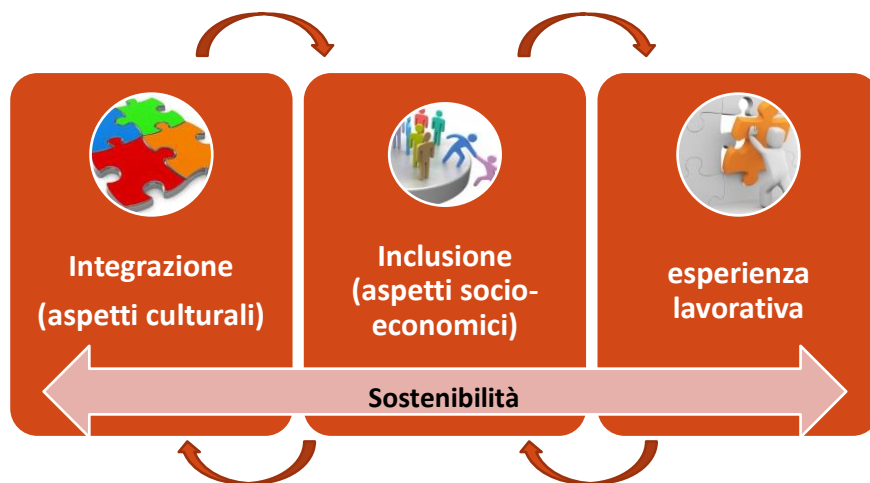 Integrazione
(aspetti culturali)
Inclusione
(aspetti socio-
economici)
esperienza
lavorativa
Sostenibilità